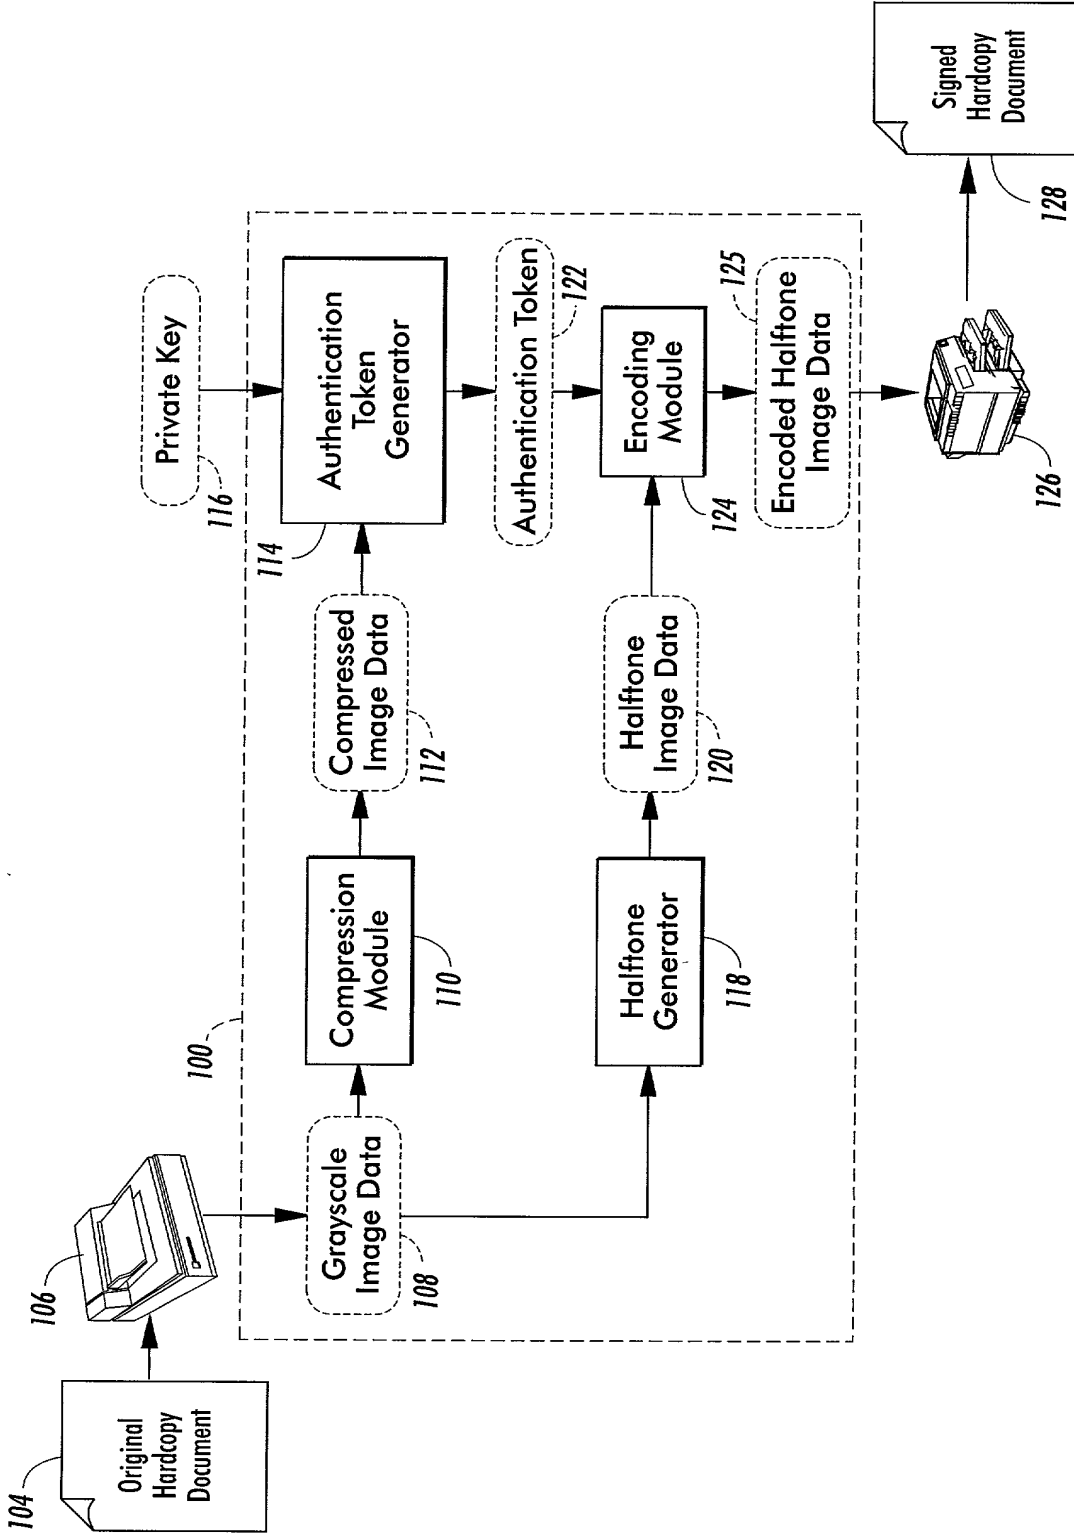 104
Original
Hardcopy
Document
106
100
Grayscale
Image Data
108
Compression
Module
110
Compressed
Image Data
112
Private Key
116
Authentication
Token
Generator
114
Halftone
Generator
118
Halftone
Image Data
120
Authentication Token
122
Encoding
Module
124
Encoded Halftone
Image Data
125
126
Signed
Hardcopy
Document
128